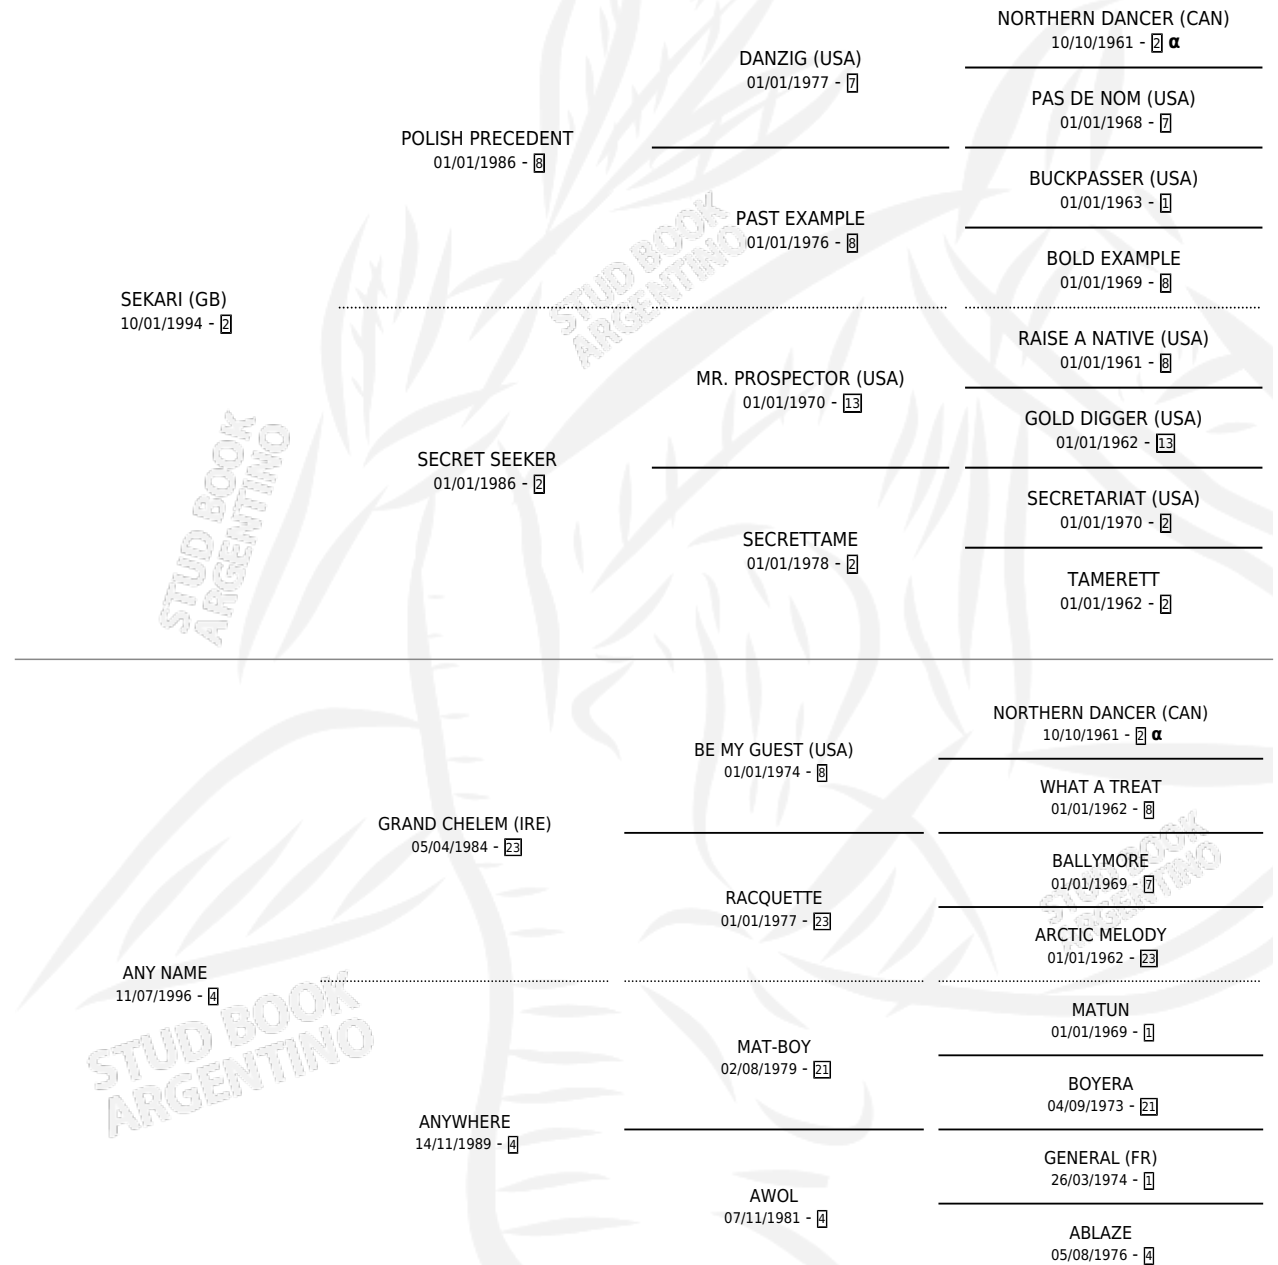 NORTHERN DANCER (CAN)
10/10/1961 - 2 α
DANZIG (USA)
01/01/1977 - 7
PAS DE NOM (USA)
01/01/1968 - 7
POLISH PRECEDENT
01/01/1986 - 8
BUCKPASSER (USA)
01/01/1963 - 1
PAST EXAMPLE
01/01/1976 - 8
BOLD EXAMPLE
01/01/1969 - 8
SEKARI (GB)
10/01/1994 - 2
RAISE A NATIVE (USA)
01/01/1961 - 8
MR. PROSPECTOR (USA)
01/01/1970 - 13
GOLD DIGGER (USA)
01/01/1962 - 13
SECRET SEEKER
01/01/1986 - 2
SECRETARIAT (USA)
01/01/1970 - 2
SECRETTAME
01/01/1978 - 2
TAMERETT
01/01/1962 - 2
NORTHERN DANCER (CAN)
10/10/1961 - 2 α
BE MY GUEST (USA)
01/01/1974 - 8
WHAT A TREAT
01/01/1962 - 8
GRAND CHELEM (IRE)
05/04/1984 - 23
BALLYMORE
01/01/1969 - 7
RACQUETTE
01/01/1977 - 23
ARCTIC MELODY
01/01/1962 - 23
ANY NAME
11/07/1996 - 4
MATUN
01/01/1969 - 1
MAT-BOY
02/08/1979 - 21
BOYERA
04/09/1973 - 21
ANYWHERE
14/11/1989 - 4
GENERAL (FR)
26/03/1974 - 1
AWOL
07/11/1981 - 4
ABLAZE
05/08/1976 - 4
STUD BOOK
ARGENTINO
STUD BOOK
ARGENTINO
STUD BOOK
ARGENTINO
STUD BOOK
ARGENTINO